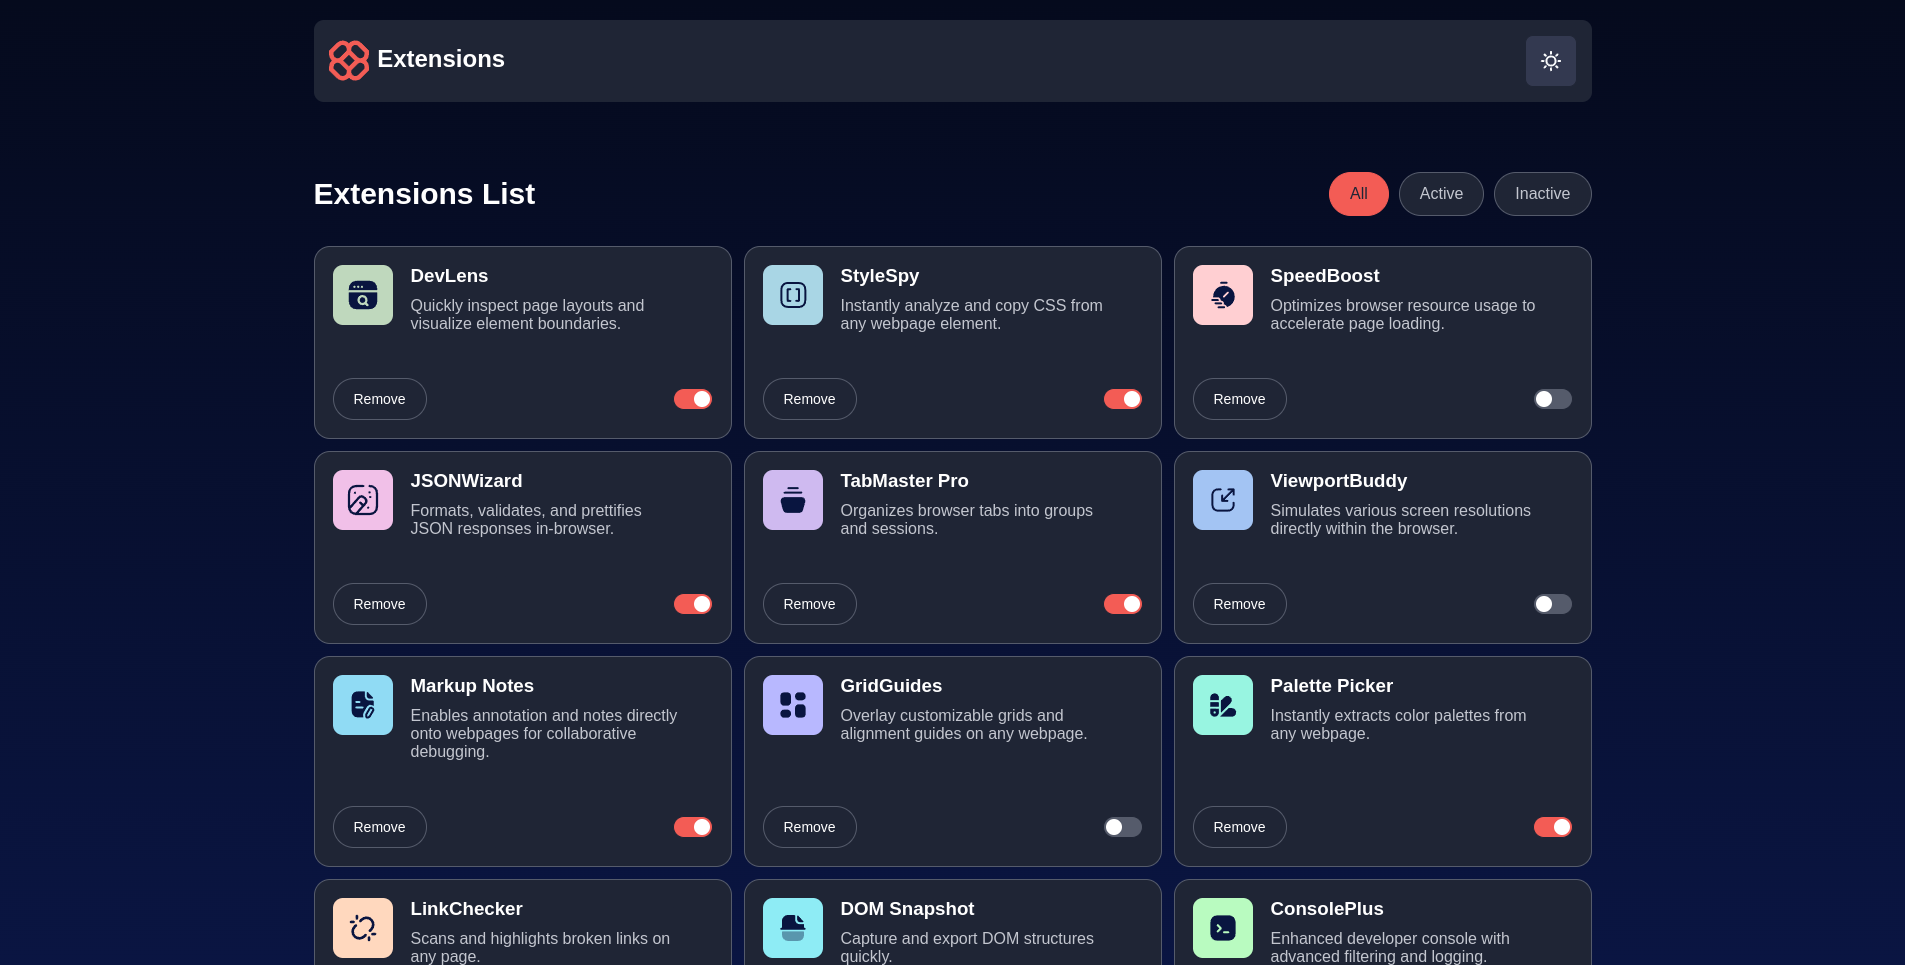 Extensions
Extensions List
All
Active
Inactive
DevLens
Quickly inspect page layouts and
visualize element boundaries.
Remove
StyleSpy
Instantly analyze and copy CSS from
any webpage element.
Remove
SpeedBoost
Optimizes browser resource usage to
accelerate page loading.
Remove
JSONWizard
Formats, validates, and prettifies
JSON responses in-browser.
Remove
TabMaster Pro
Organizes browser tabs into groups
and sessions.
Remove
ViewportBuddy
Simulates various screen resolutions
directly within the browser.
Remove
Markup Notes
Enables annotation and notes directly
onto webpages for collaborative
debugging.
Remove
GridGuides
Overlay customizable grids and
alignment guides on any webpage.
Remove
Palette Picker
Instantly extracts color palettes from
any webpage.
Remove
LinkChecker
Scans and highlights broken links on
any page.
DOM Snapshot
Capture and export DOM structures
quickly.
ConsolePlus
Enhanced developer console with
advanced filtering and logging.